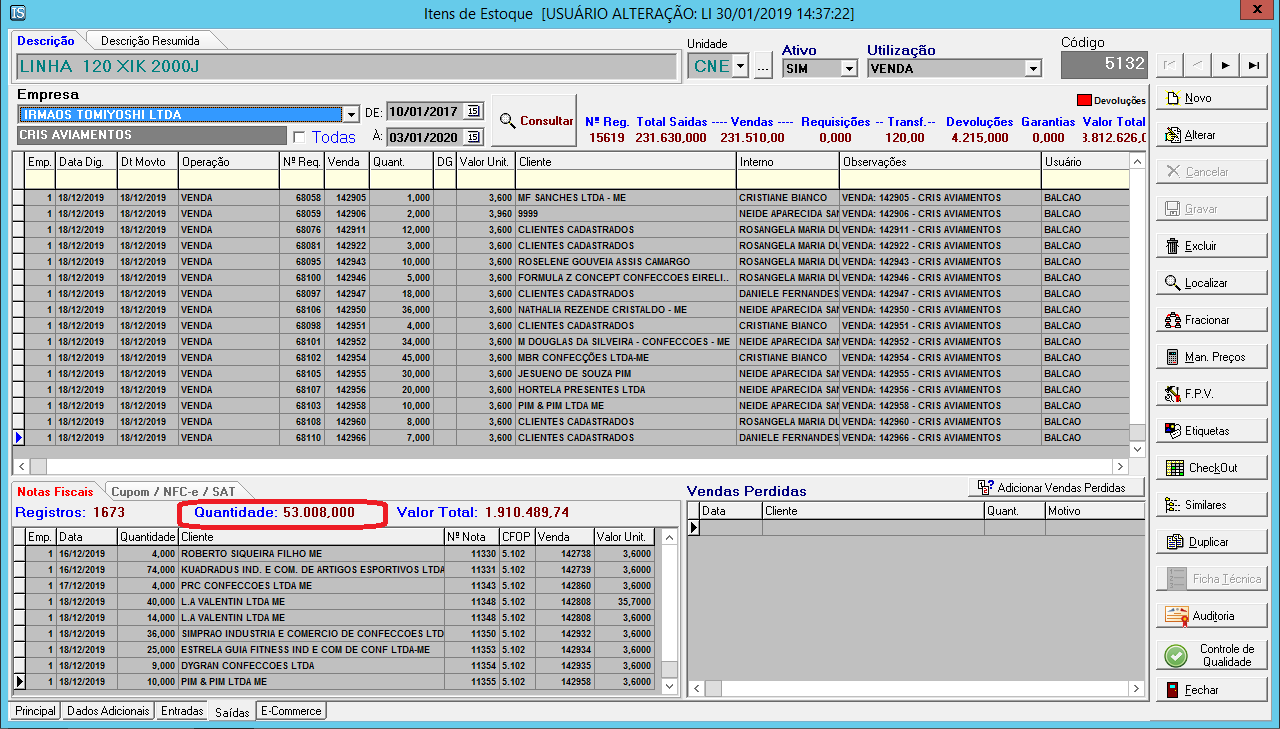 IS Itens de Estoque [USUÁRIO ALTERAÇÃO: LI 30/01/2019 14:37:22] x
Descrição Descrição Resumida
Unidade Ativo Utilização Código
LINHA 120 XIK 2000J CNE ... SIM VENDA 5132
Empresa
IRMAOS TOMIYOSHI LTDA DE: 10/01/2017 15
CRIS AVIAMENTOS Todas À: 03/01/2020 15
Consultar
Devoluções
Nº Reg. Total Saídas ---- Vendas ---- Requisições -- Transf.-- Devoluções Garantias Valor Total
15619 231.630,000 231.510,00 0,000 120,00 4.215,000 0,000 3.812.626,0
Emp. Data Dig. Dt Movto Operação Nº Req. Venda Quant. DG Valor Unit. Cliente Interno Observações Usuário
1 18/12/2019 18/12/2019 VENDA 68058 142905 1,000 3,600 MF SANCHES LTDA - ME CRISTIANE BIANCO VENDA: 142905 - CRIS AVIAMENTOS BALCAO
1 18/12/2019 18/12/2019 VENDA 68059 142906 2,000 3,960 9999 NEIDE APARECIDA SAN VENDA: 142906 - CRIS AVIAMENTOS BALCAO
1 18/12/2019 18/12/2019 VENDA 68076 142911 12,000 3,600 CLIENTES CADASTRADOS ROSANGELA MARIA DU VENDA: 142911 - CRIS AVIAMENTOS BALCAO
1 18/12/2019 18/12/2019 VENDA 68081 142922 3,000 3,600 CLIENTES CADASTRADOS ROSANGELA MARIA DU VENDA: 142922 - CRIS AVIAMENTOS BALCAO
1 18/12/2019 18/12/2019 VENDA 68095 142943 10,000 3,600 ROSELENE GOUVEIA ASSIS CAMARGO ROSANGELA MARIA DU VENDA: 142943 - CRIS AVIAMENTOS BALCAO
1 18/12/2019 18/12/2019 VENDA 68100 142946 5,000 3,600 FORMULA Z CONCEPT CONFECCOES EIRELI.. ROSANGELA MARIA DU VENDA: 142946 - CRIS AVIAMENTOS BALCAO
1 18/12/2019 18/12/2019 VENDA 68097 142947 18,000 3,600 CLIENTES CADASTRADOS DANIELE FERNANDES VENDA: 142947 - CRIS AVIAMENTOS BALCAO
1 18/12/2019 18/12/2019 VENDA 68106 142950 36,000 3,600 NATHALIA REZENDE CRISTALDO - ME NEIDE APARECIDA SAN VENDA: 142950 - CRIS AVIAMENTOS BALCAO
1 18/12/2019 18/12/2019 VENDA 68098 142951 4,000 3,600 CLIENTES CADASTRADOS CRISTIANE BIANCO VENDA: 142951 - CRIS AVIAMENTOS BALCAO
1 18/12/2019 18/12/2019 VENDA 68101 142952 34,000 3,600 M DOUGLAS DA SILVEIRA - CONFECCOES - ME NEIDE APARECIDA SAN VENDA: 142952 - CRIS AVIAMENTOS BALCAO
1 18/12/2019 18/12/2019 VENDA 68102 142954 45,000 3,600 MBR CONFECÇÕES LTDA-ME CRISTIANE BIANCO VENDA: 142954 - CRIS AVIAMENTOS BALCAO
1 18/12/2019 18/12/2019 VENDA 68105 142955 30,000 3,600 JESUENO DE SOUZA PIM NEIDE APARECIDA SAN VENDA: 142955 - CRIS AVIAMENTOS BALCAO
1 18/12/2019 18/12/2019 VENDA 68107 142956 20,000 3,600 HORTELA PRESENTES LTDA NEIDE APARECIDA SAN VENDA: 142956 - CRIS AVIAMENTOS BALCAO
1 18/12/2019 18/12/2019 VENDA 68103 142958 10,000 3,600 PIM & PIM LTDA ME NEIDE APARECIDA SAN VENDA: 142958 - CRIS AVIAMENTOS BALCAO
1 18/12/2019 18/12/2019 VENDA 68108 142960 8,000 3,600 CLIENTES CADASTRADOS ROSANGELA MARIA DU VENDA: 142960 - CRIS AVIAMENTOS BALCAO
1 18/12/2019 18/12/2019 VENDA 68110 142966 7,000 3,600 CLIENTES CADASTRADOS DANIELE FERNANDES VENDA: 142966 - CRIS AVIAMENTOS BALCAO
Notas Fiscais Cupom / NFC-e / SAT
Registros: 1673 Quantidade: 53.008,000 Valor Total: 1.910.489,74
Emp. Data Quantidade Cliente Nº Nota CFOP Venda Valor Unit.
1 16/12/2019 4,000 ROBERTO SIQUEIRA FILHO ME 11330 5.102 142738 3,6000
1 16/12/2019 74,000 KUADRADUS IND. E COM. DE ARTIGOS ESPORTIVOS LTDA 11331 5.102 142739 3,6000
1 17/12/2019 4,000 PRC CONFECCOES LTDA ME 11343 5.102 142860 3,6000
1 18/12/2019 40,000 L.A VALENTIN LTDA ME 11348 5.102 142808 35,7000
1 18/12/2019 14,000 L.A VALENTIN LTDA ME 11348 5.102 142808 3,6000
1 18/12/2019 36,000 SIMPRAO INDUSTRIA E COMERCIO DE CONFECCOES LTD 11350 5.102 142932 3,6000
1 18/12/2019 25,000 ESTRELA GUIA FITNESS IND E COM DE CONF LTDA-ME 11353 5.102 142934 3,6000
1 18/12/2019 9,000 DYGRAN CONFECCOES LTDA 11354 5.102 142935 3,6000
1 18/12/2019 10,000 PIM & PIM LTDA ME 11355 5.102 142958 3,6000
Vendas Perdidas Adicionar Vendas Perdidas
Data Cliente Quant. Motivo
Principal Dados Adicionais Entradas Saídas E-Commerce
Novo
Alterar
Cancelar
Gravar
Excluir
Localizar
Fracionar
Man. Preços
F.P.V.
Etiquetas
CheckOut
Similares
Duplicar
Ficha Técnica
Auditoria
Controle de
Qualidade
Fechar